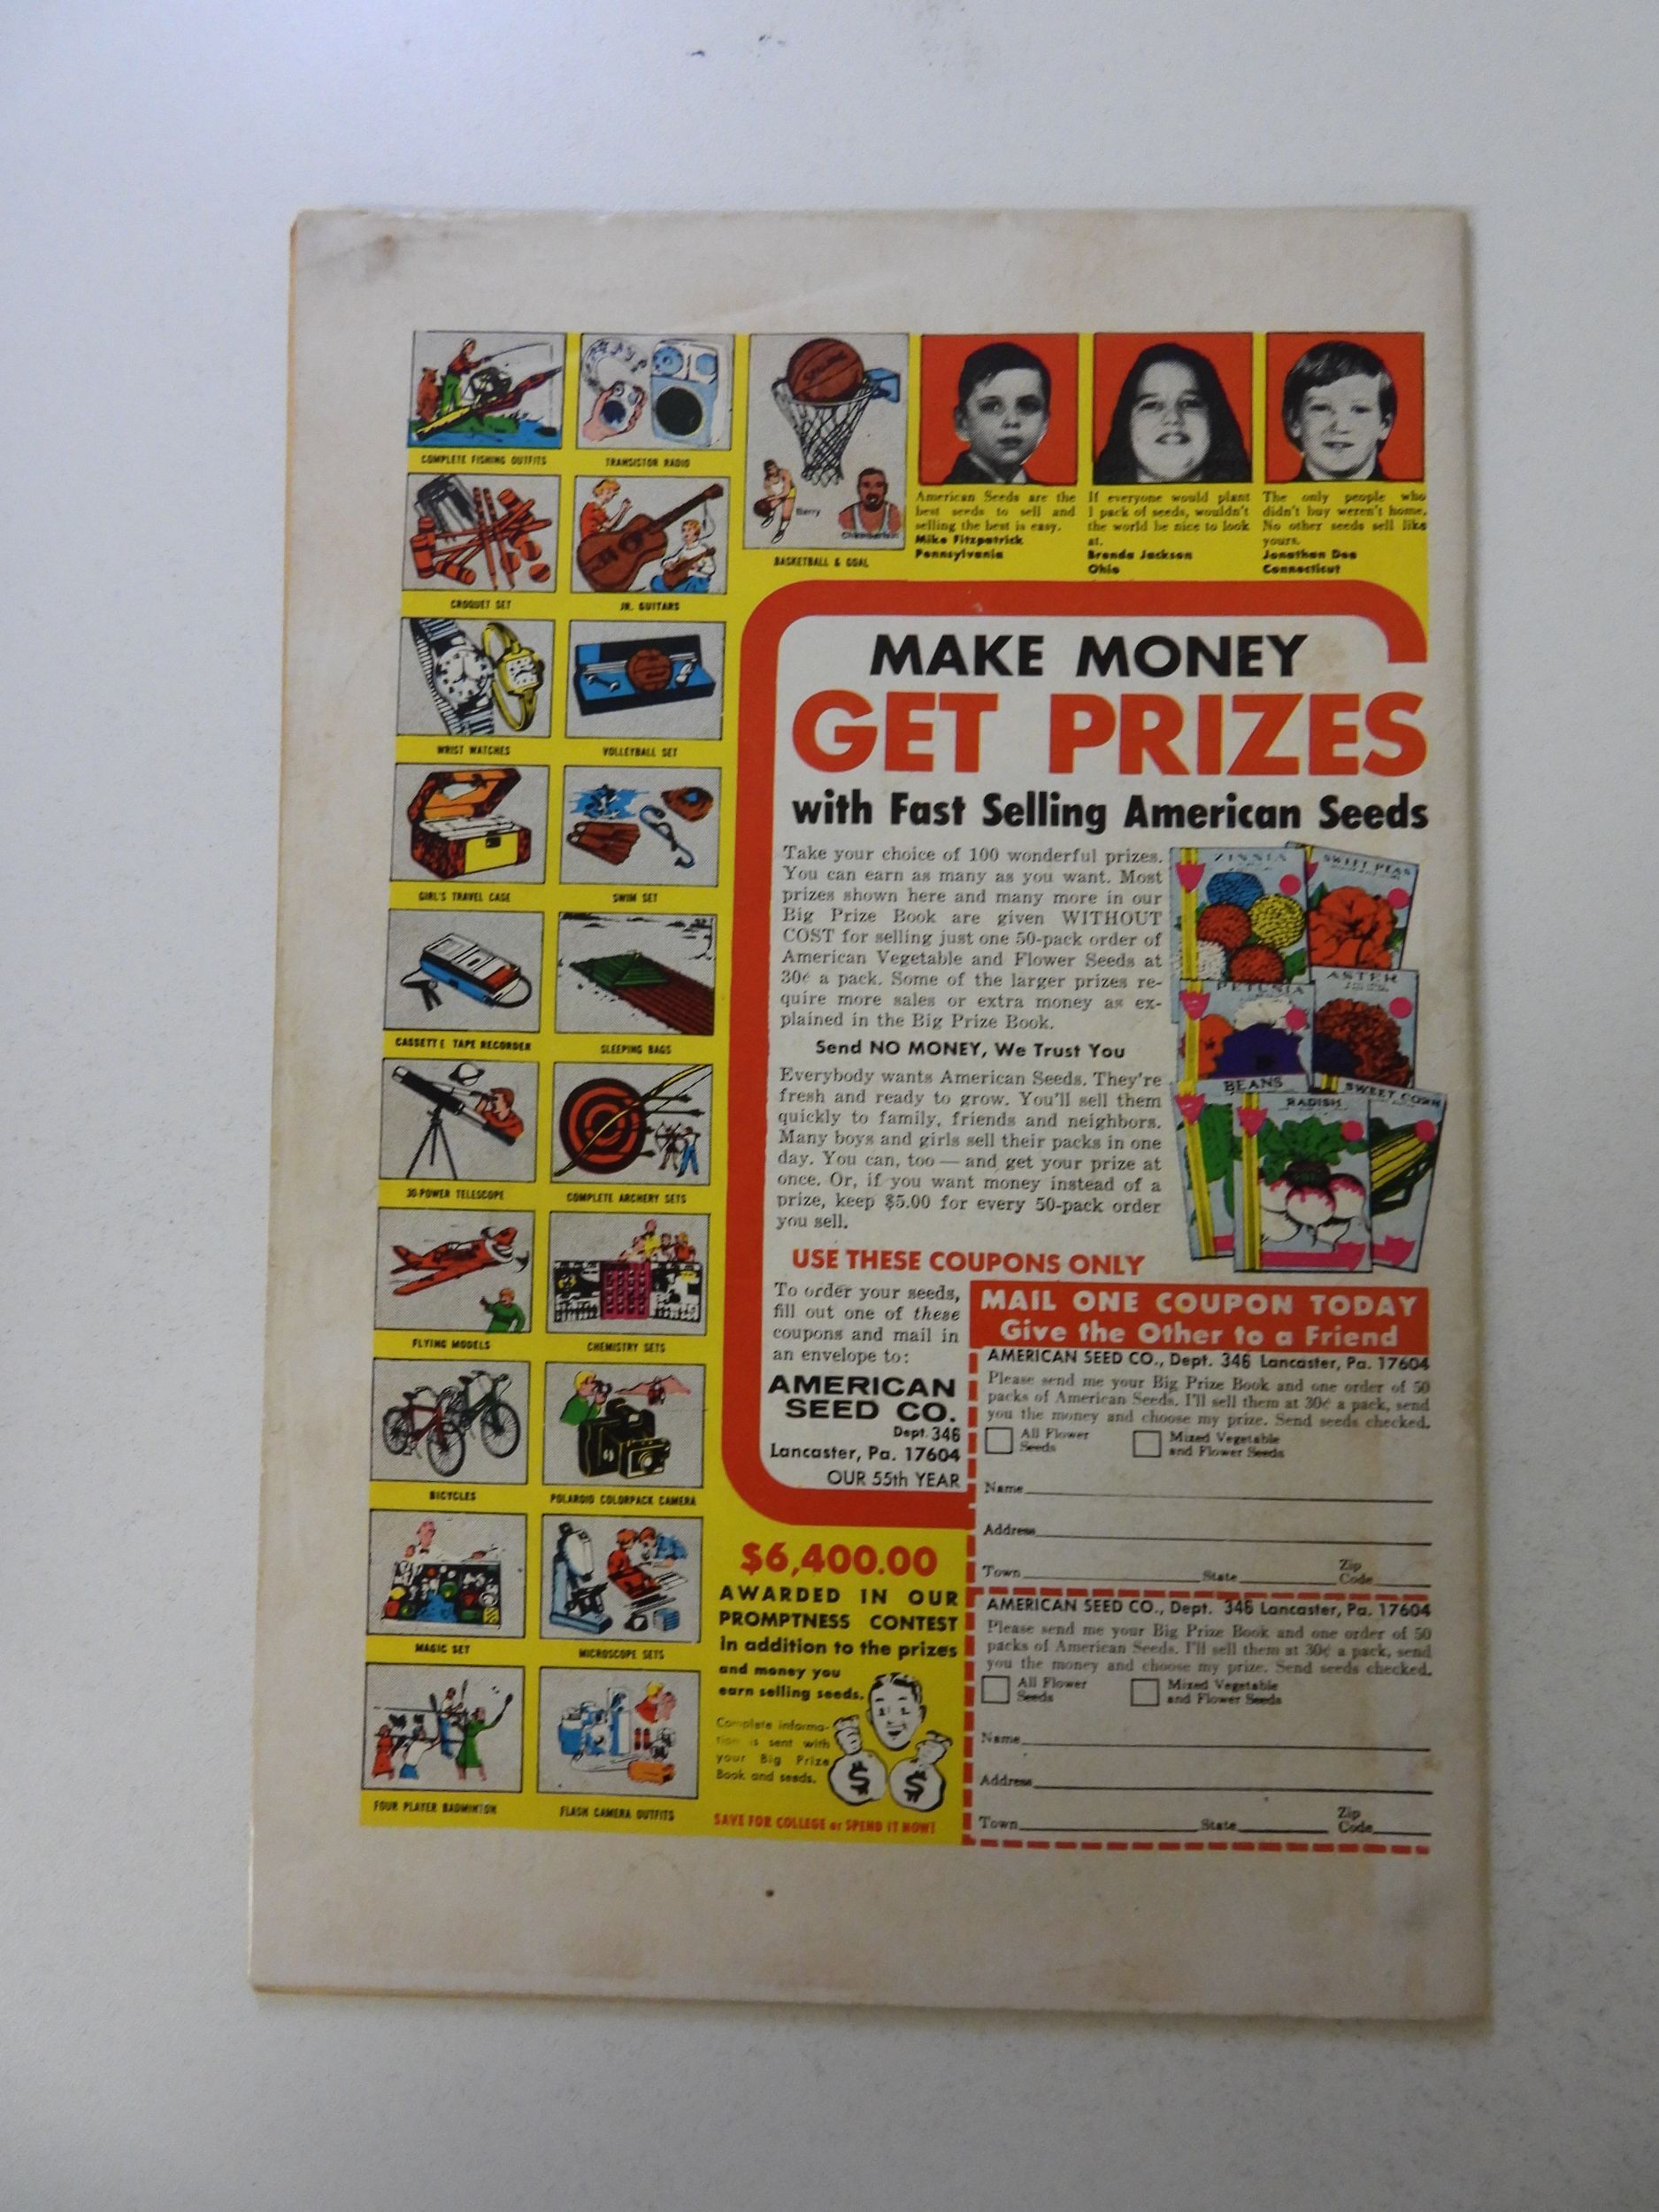 COMPLETE FISHING OUTFITS
TRANSISTOR RADIO
CROQUET SET
JR. GUITARS
WRIST WATCHES
VOLLEYBALL SET
GIRL'S TRAVEL CASE
SWIM SET
CASSETTE TAPE RECORDER
SLEEPING BAGS
30-POWER TELESCOPE
COMPLETE ARCHERY SETS
FLYING MODELS
CHEMISTRY SETS
BICYCLES
POLAROID COLORPACK CAMERA
MAGIC SET
MICROSCOPE SETS
FOUR PLAYER BADMINTON
FLASH CAMERA OUTFITS
Spalding
Barry
Chamberlain
BASKETBALL & GOAL
American Seeds are the
best seeds to sell and
selling the best is easy.
Mike Fitzpatrick
Pennsylvania
If everyone would plant
1 pack of seeds, wouldn't
the world be nice to look
at.
Brenda Jackson
Ohio
The only people who
didn't buy weren't home.
No other seeds sell like
yours.
Jonathan Dee
Connecticut
MAKE MONEY
GET PRIZES
with Fast Selling American Seeds
Take your choice of 100 wonderful prizes.
You can earn as many as you want. Most
prizes shown here and many more in our
Big Prize Book are given WITHOUT
COST for selling just one 50-pack order of
American Vegetable and Flower Seeds at
30¢ a pack. Some of the larger prizes re-
quire more sales or extra money as ex-
plained in the Big Prize Book.
Send NO MONEY, We Trust You
Everybody wants American Seeds. They're
fresh and ready to grow. You'll sell them
quickly to family, friends and neighbors.
Many boys and girls sell their packs in one
day. You can, too — and get your prize at
once. Or, if you want money instead of a
prize, keep $5.00 for every 50-pack order
you sell.
ZINNIA
SWEET PEAS
PETUNIA
ASTER
BEANS
RADISH
SWEET CORN
USE THESE COUPONS ONLY
To order your seeds,
fill out one of these
coupons and mail in
an envelope to:
AMERICAN
SEED CO.
Dept. 346
Lancaster, Pa. 17604
OUR 55th YEAR
MAIL ONE COUPON TODAY
Give the Other to a Friend
AMERICAN SEED CO., Dept. 346 Lancaster, Pa. 17604
Please send me your Big Prize Book and one order of 50
packs of American Seeds. I'll sell them at 30¢ a pack, send
you the money and choose my prize. Send seeds checked.
All Flower Seeds
Mixed Vegetable and Flower Seeds
Name
Address
Town State Zip Code
AMERICAN SEED CO., Dept. 346 Lancaster, Pa. 17604
Please send me your Big Prize Book and one order of 50
packs of American Seeds. I'll sell them at 30¢ a pack, send
you the money and choose my prize. Send seeds checked.
All Flower Seeds
Mixed Vegetable and Flower Seeds
Name
Address
Town State Zip Code
$6,400.00
AWARDED IN OUR
PROMPTNESS CONTEST
In addition to the prizes
and money you
earn selling seeds.
Complete informa-
tion is sent with
your Big Prize
Book and seeds.
$ $
SAVE FOR COLLEGE or SPEND IT NOW!